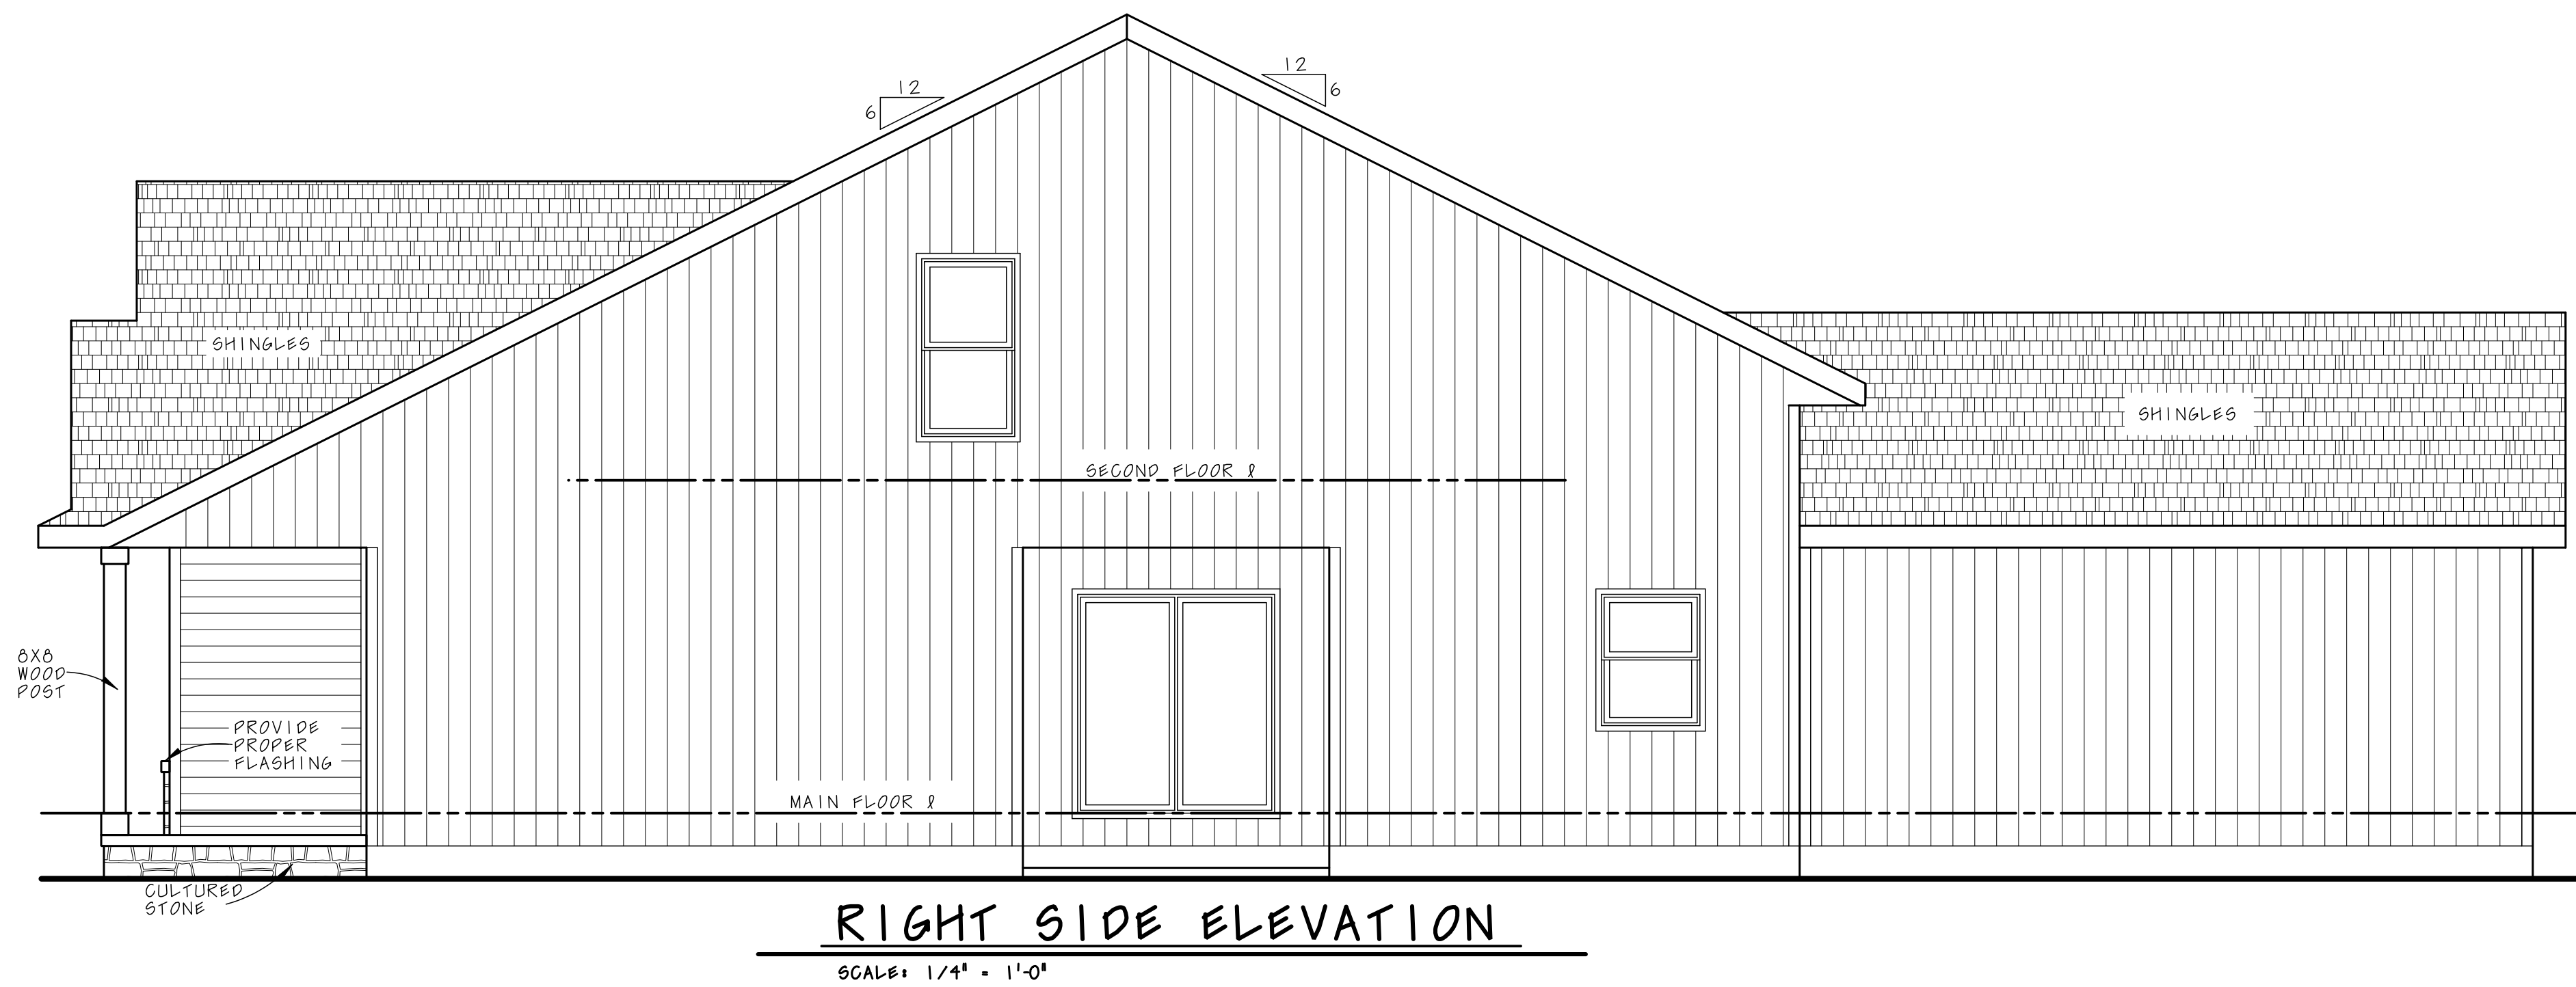 12
6
12
6
SHINGLES
SHINGLES
SECOND FLOOR ℓ
8X8
WOOD
POST
PROVIDE
PROPER
FLASHING
MAIN FLOOR ℓ
CULTURED
STONE
RIGHT SIDE ELEVATION
SCALE: 1/4" = 1'-0"